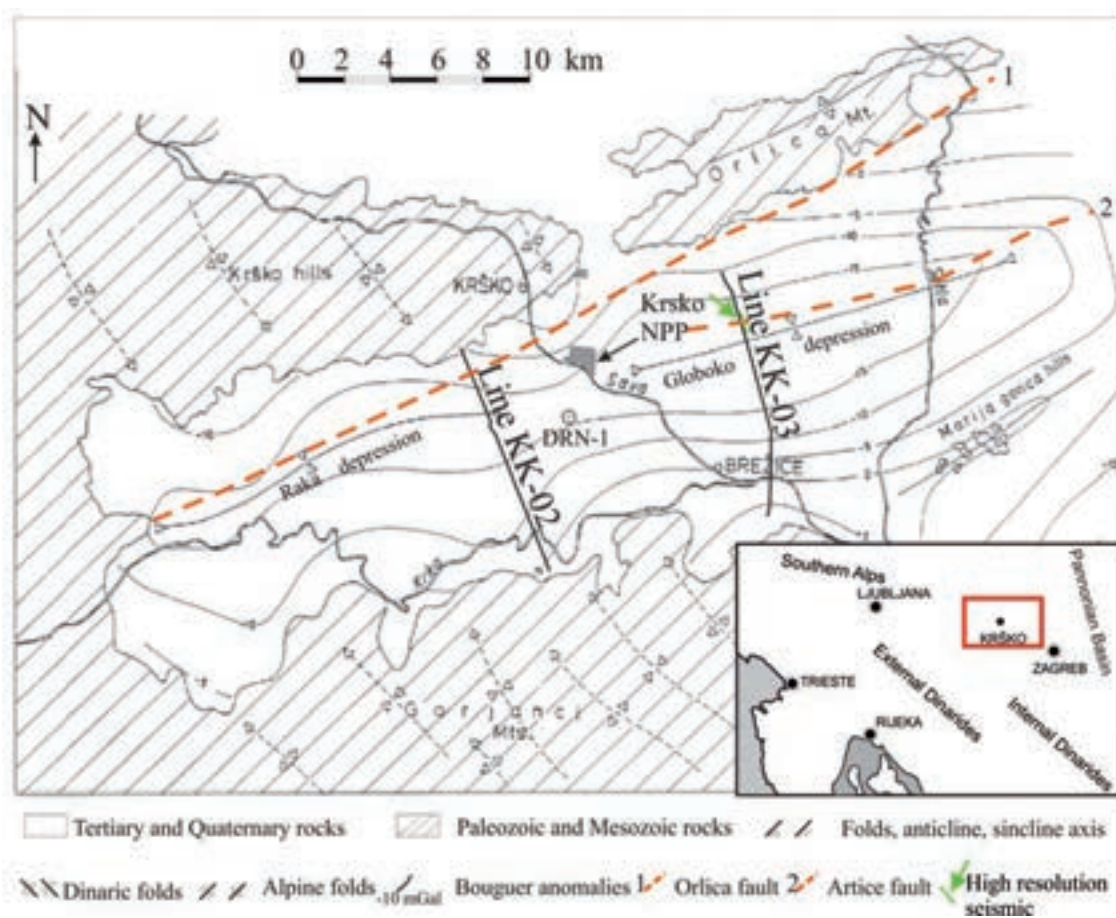 0 2 4 6 8 10 km
N
1
Orlica Mt.
2
Krško hills
KRŠKO
Krsko
NPP
Line KK-03
depression
Globoko
Sava
Marija gorica hills
Line KK-02
DRN-1
BREŽICE
depression
Raka
Krka
Gorjanci
Mts.
Southern Alps
LJUBLJANA
Pannonian Basin
KRŠKO
ZAGREB
External Dinarides
TRIESTE
Internal Dinarides
RIJEKA
Tertiary and Quaternary rocks Paleozoic and Mesozoic rocks Folds, anticline, sincline axis
Dinaric folds Alpine folds -10 mGal Bouguer anomalies 1 Orlica fault 2 Artice fault High resolution
seismic